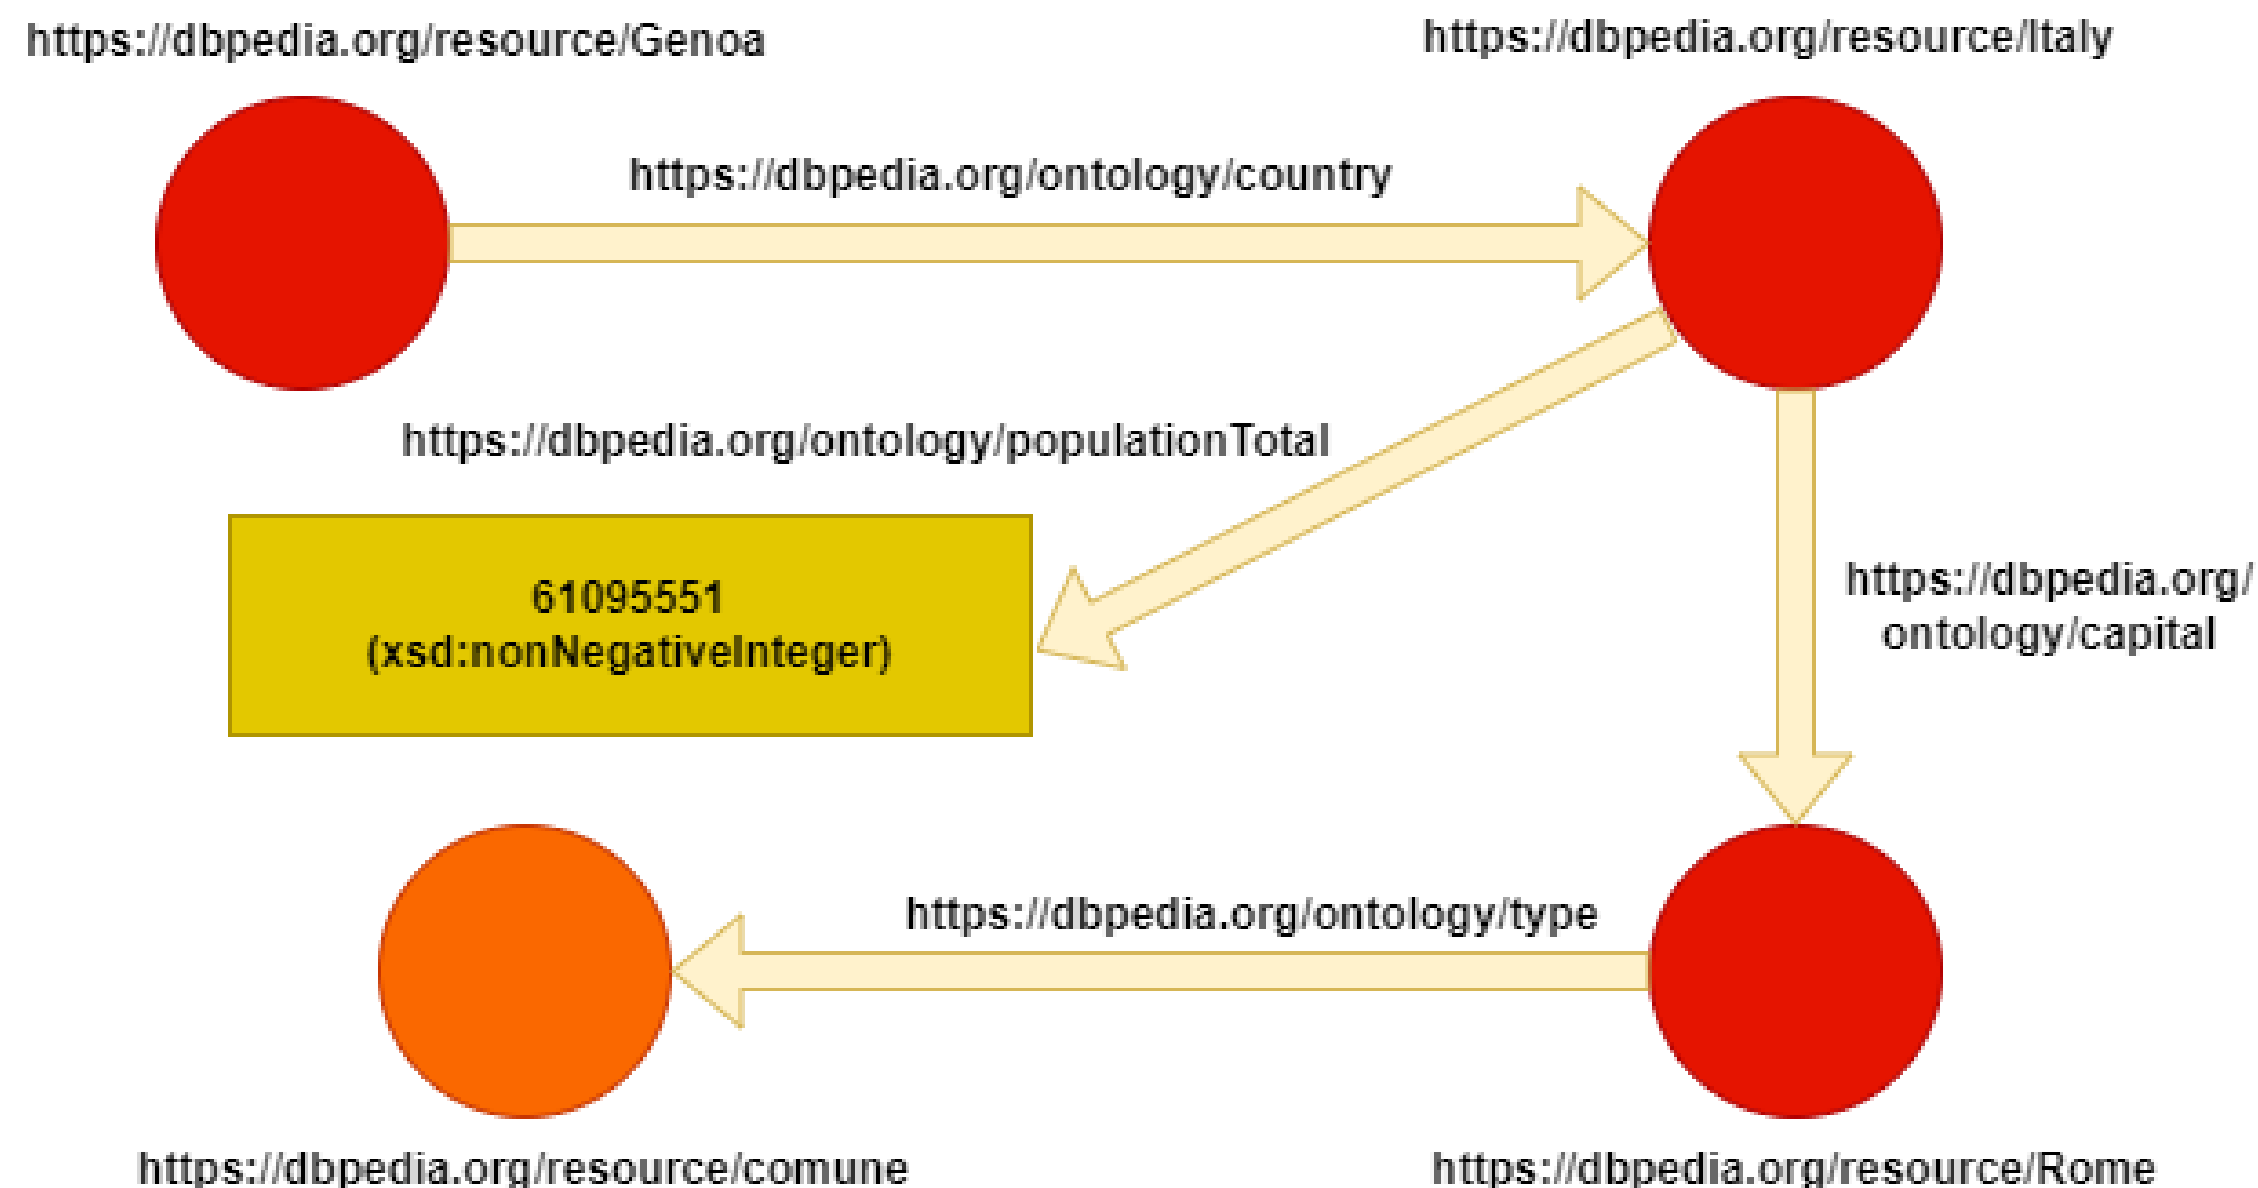 https://dbpedia.org/resource/Genoa
https://dbpedia.org/resource/Italy
https://dbpedia.org/ontology/country
https://dbpedia.org/ontology/populationTotal
61095551
(xsd:nonNegativeInteger)
https://dbpedia.org/
ontology/capital
https://dbpedia.org/ontology/type
https://dbpedia.org/resource/comune
https://dbpedia.org/resource/Rome